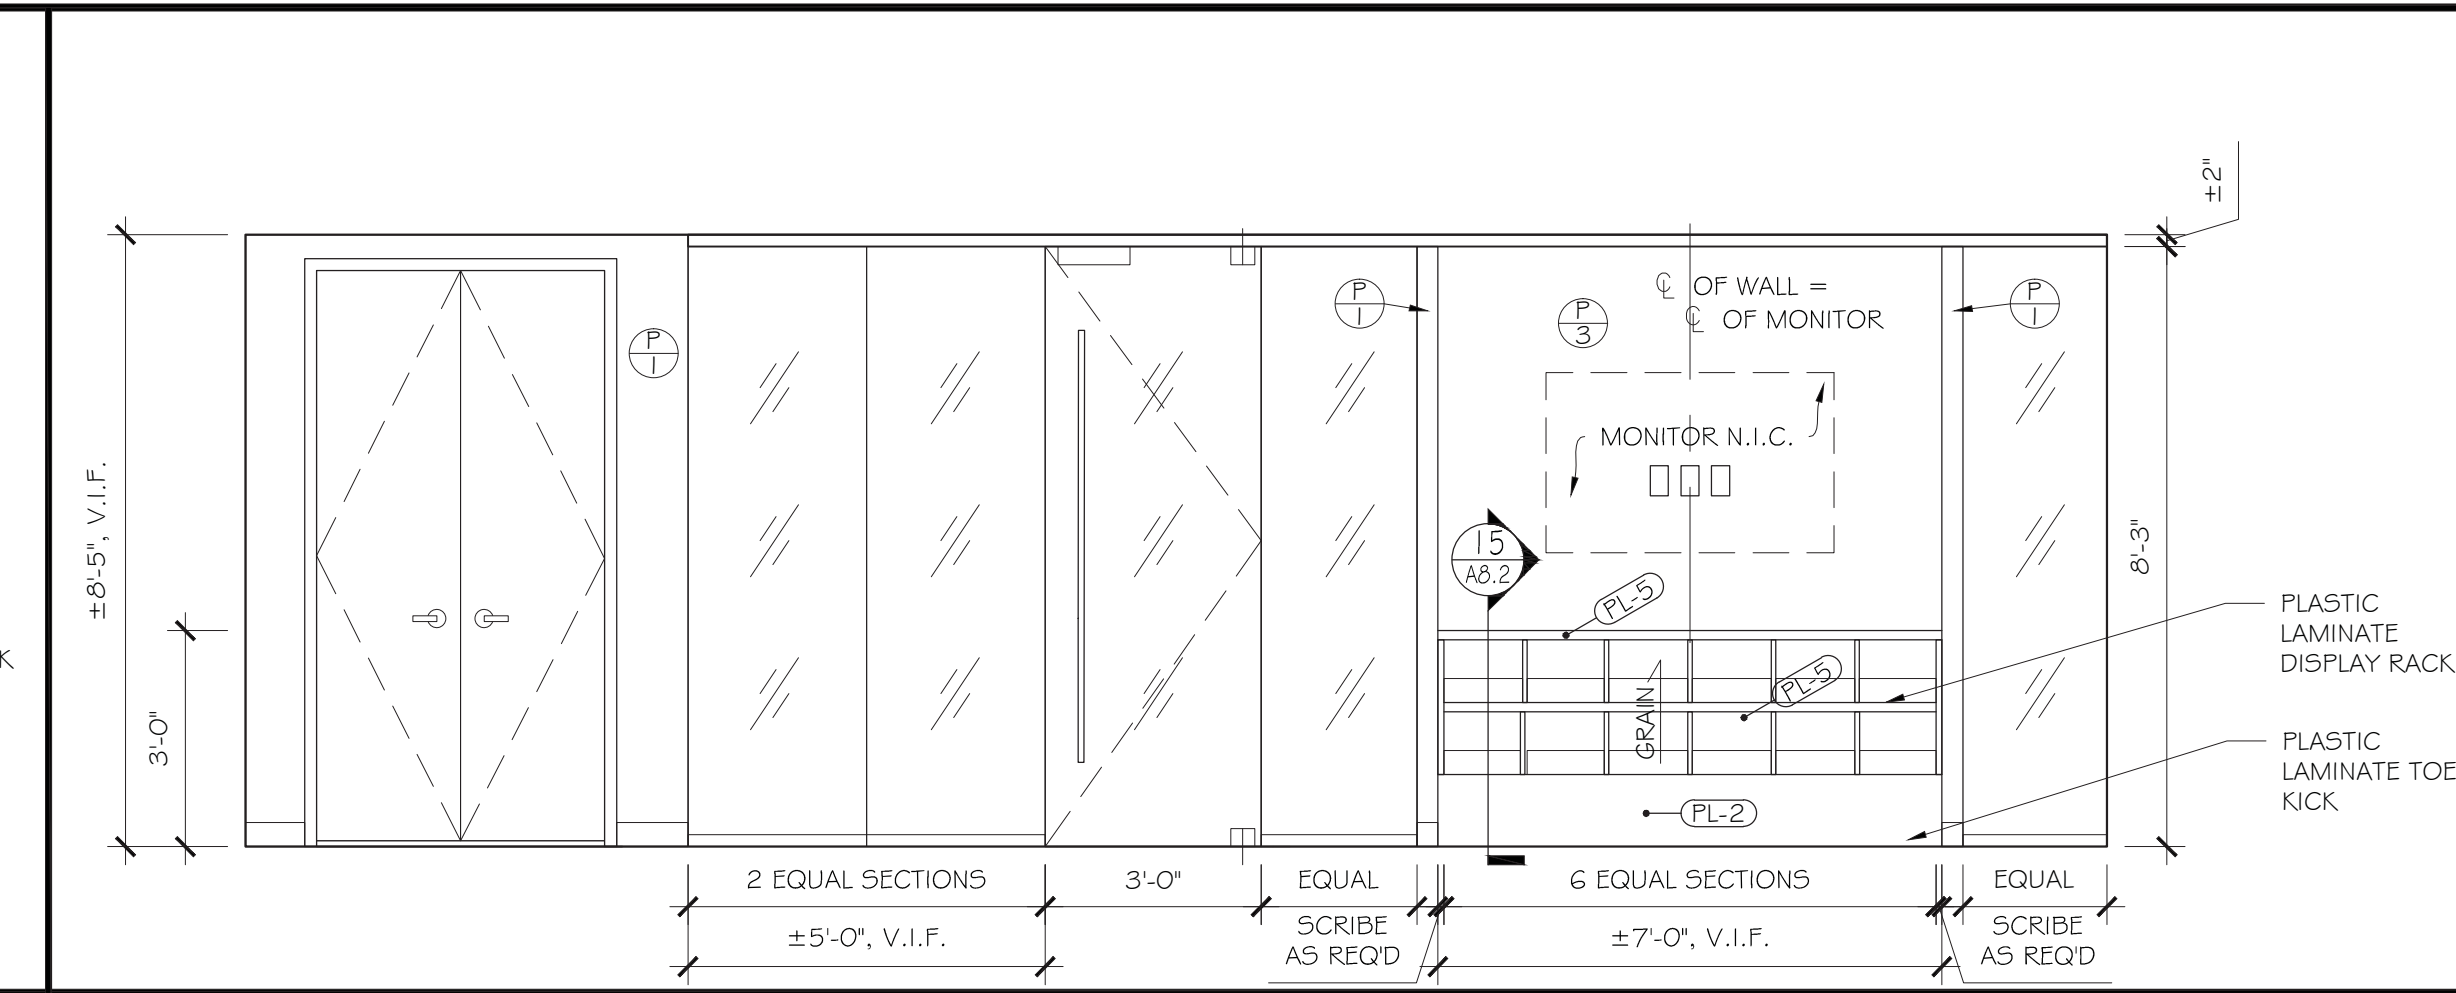 ±2"
℄ OF WALL =
℄ OF MONITOR
P
1
P
1
P
3
P
1
MONITOR N.I.C.
15
A8.2
±8'-5", V.I.F.
8'-3"
3'-0"
PL-5
PL-5
GRAIN
PL-2
PLASTIC
LAMINATE
DISPLAY RACK
PLASTIC
LAMINATE TOE
KICK
K
2 EQUAL SECTIONS
3'-0"
EQUAL
6 EQUAL SECTIONS
EQUAL
±5'-0", V.I.F.
SCRIBE
AS REQ'D
±7'-0", V.I.F.
SCRIBE
AS REQ'D